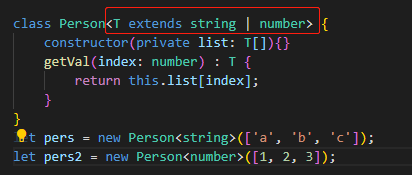 class Person<T extends string | number> {
    constructor(private list: T[]){}
    getVal(index: number) : T {
        return this.list[index];
    }
}
let pers = new Person<string>(['a', 'b', 'c']);
let pers2 = new Person<number>([1, 2, 3]);